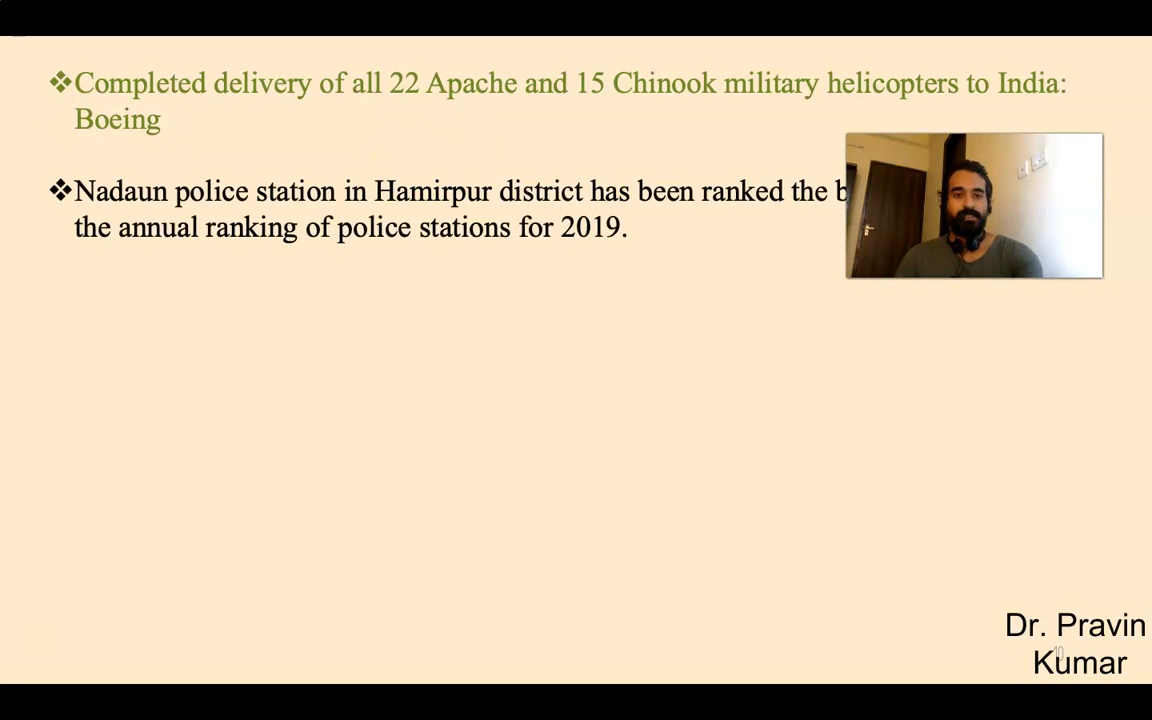 ❖Completed delivery of all 22 Apache and 15 Chinook military helicopters to India:
Boeing
❖Nadaun police station in Hamirpur district has been ranked the
the annual ranking of police stations for 2019.
Dr. Pravin
Kumar
10